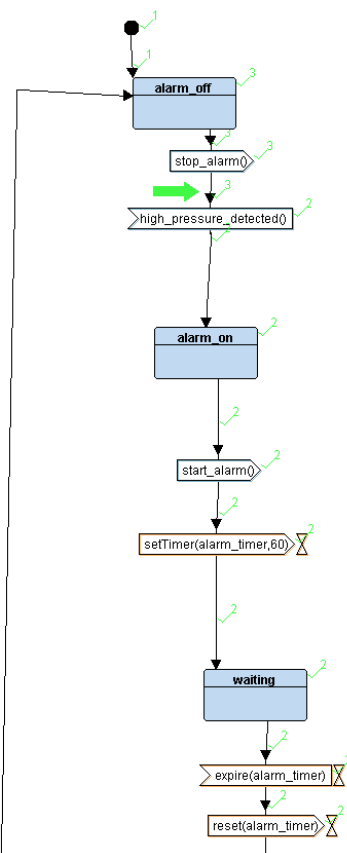 1
1
alarm_off
3
3
stop_alarm()
3
3
high_pressure_detected()
2
2
alarm_on
2
2
start_alarm()
2
2
setTimer(alarm_timer,60)
2
2
waiting
2
2
expire(alarm_timer)
2
reset(alarm_timer)
2